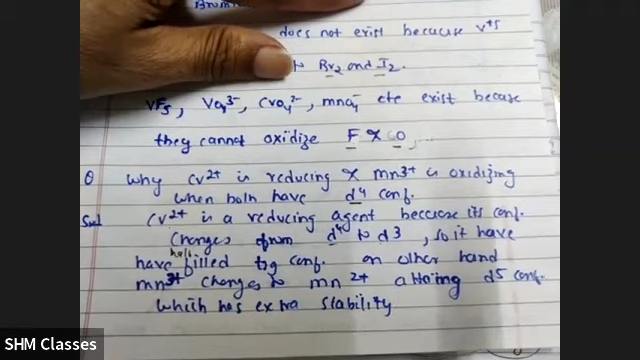 does not exist because V+5
to Br2 and I2.
VF5, VO4 3-, CrO4 2-, MnO4- etc exist becase
they cannot oxidize F & O
Q Why Cr2+ is reducing & Mn3+ is oxidizing
when both have d4 conf.
Sol Cr2+ is a reducing agent because its conf.
Changes from d4 to d3, so it have
have half filled t2g conf. on other hand
Mn3+ changes to Mn2+ attaing d5 conf.
which has extra stability
SHM Classes